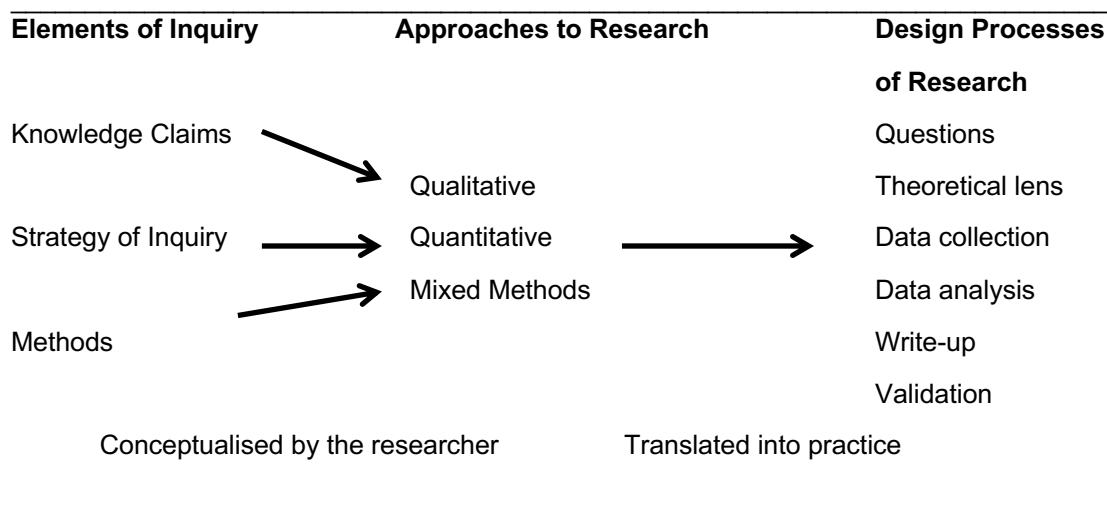 Elements of Inquiry Approaches to Research Design Processes
of Research
Knowledge Claims Questions
Qualitative Theoretical lens
Strategy of Inquiry Quantitative Data collection
Mixed Methods Data analysis
Methods Write-up
Validation
Conceptualised by the researcher Translated into practice